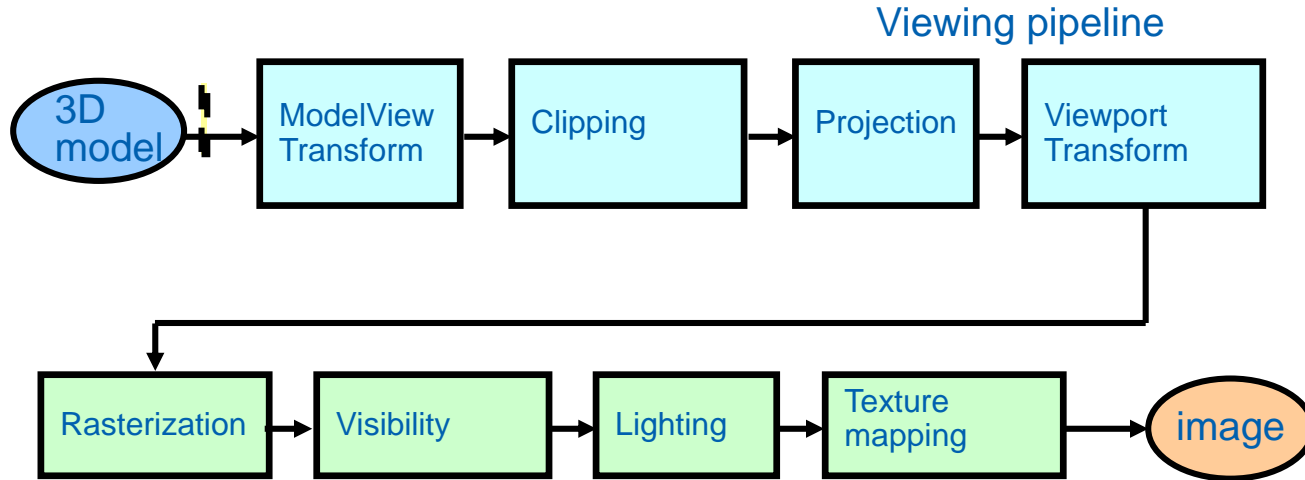 Viewing pipeline
3D
model
ModelView
Transform
Clipping
Projection
Viewport
Transform
Rasterization
Visibility
Lighting
Texture
mapping
image